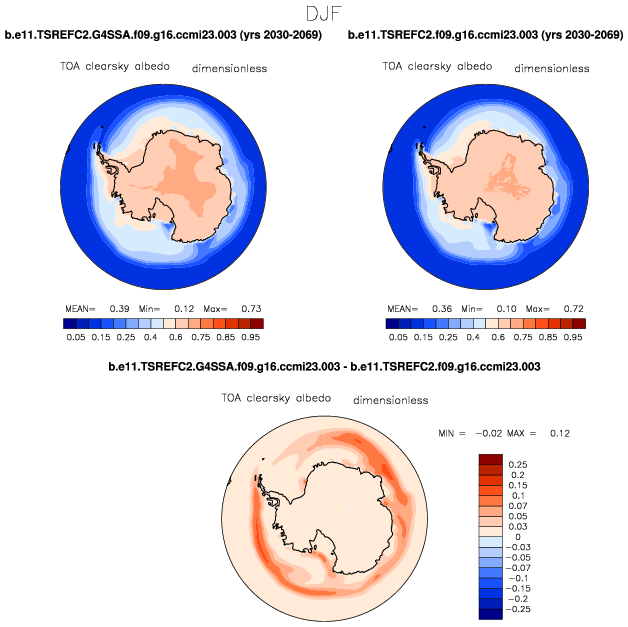 DJF
b.e11.TSREFC2.G4SSA.f09.g16.ccmi23.003 (yrs 2030-2069)
b.e11.TSREFC2.f09.g16.ccmi23.003 (yrs 2030-2069)
TOA clearsky albedo dimensionless
TOA clearsky albedo dimensionless
MEAN= 0.39 Min= 0.12 Max= 0.73
MEAN= 0.36 Min= 0.10 Max= 0.72
0.05 0.15 0.25 0.4 0.6 0.75 0.85 0.95
0.05 0.15 0.25 0.4 0.6 0.75 0.85 0.95
b.e11.TSREFC2.G4SSA.f09.g16.ccmi23.003 - b.e11.TSREFC2.f09.g16.ccmi23.003
TOA clearsky albedo dimensionless
MIN = -0.02 MAX = 0.12
0.25
0.2
0.15
0.1
0.07
0.05
0.03
0
-0.03
-0.05
-0.07
-0.1
-0.15
-0.2
-0.25